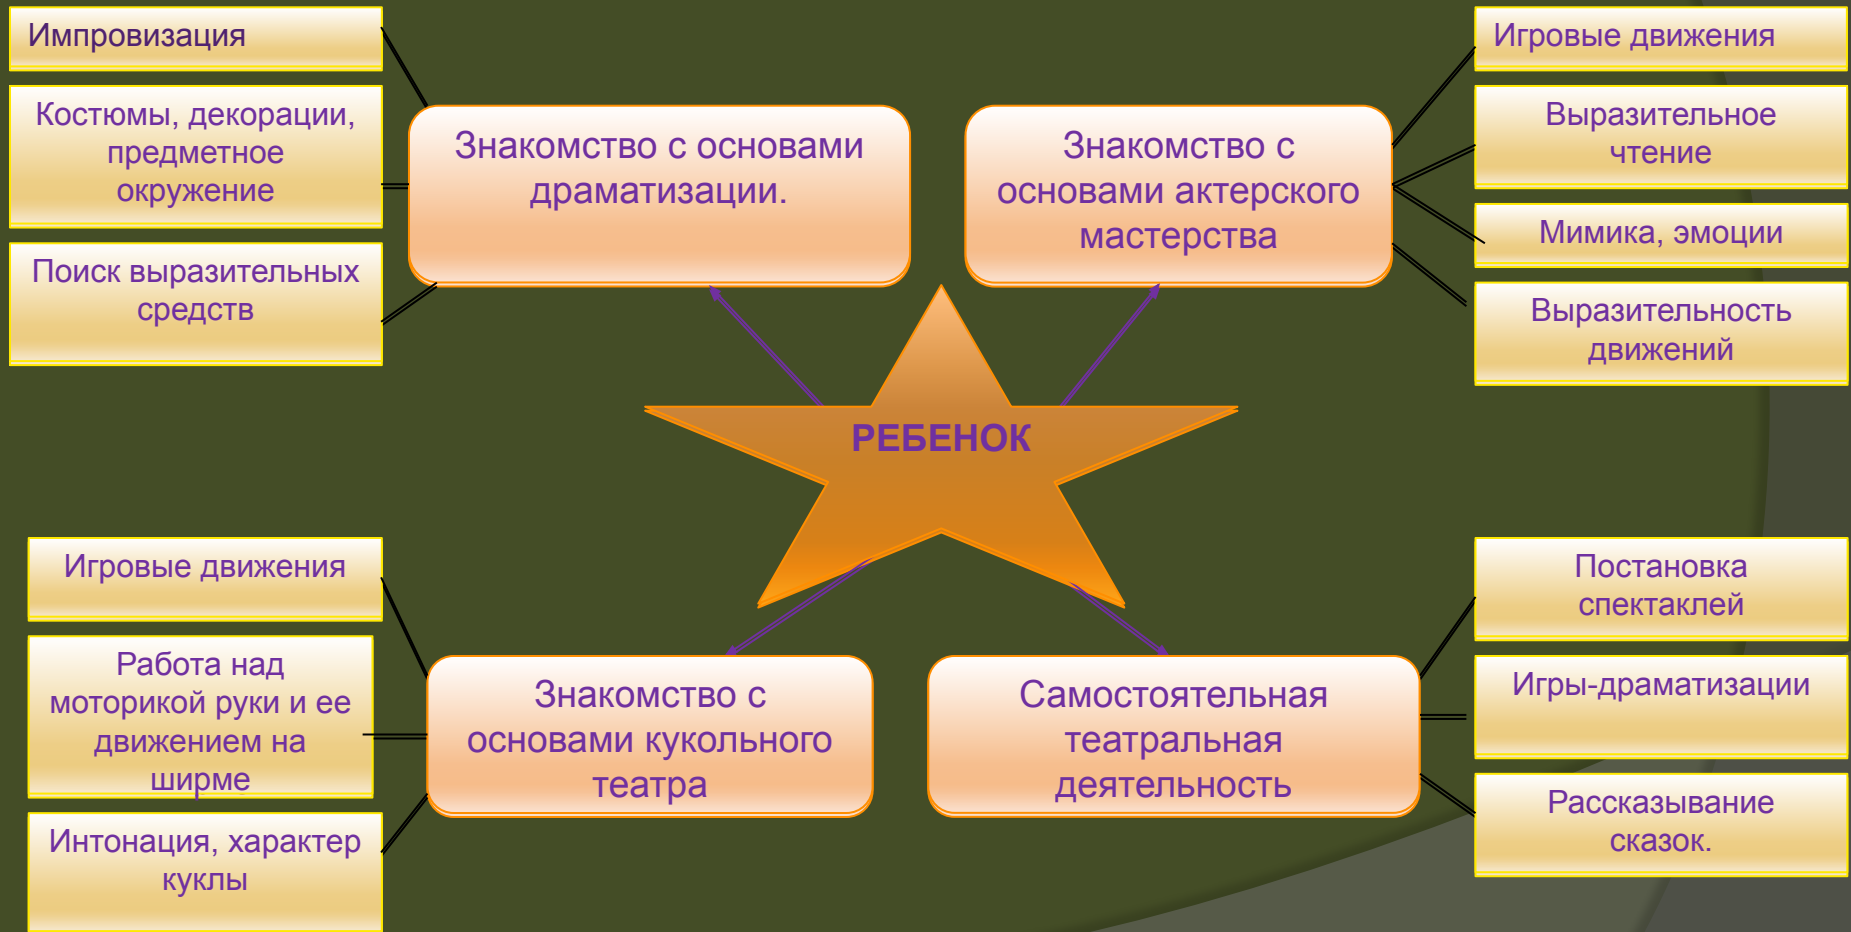 Импровизация
Костюмы, декорации,
предметное
окружение
Поиск выразительных
средств
Знакомство с основами
драматизации.
Знакомство с
основами актерского
мастерства
Игровые движения
Выразительное
чтение
Мимика, эмоции
Выразительность
движений
РЕБЕНОК
Игровые движения
Работа над
моторикой руки и ее
движением на
ширме
Интонация, характер
куклы
Знакомство с
основами кукольного
театра
Самостоятельная
театральная
деятельность
Постановка
спектаклей
Игры-драматизации
Рассказывание
сказок.